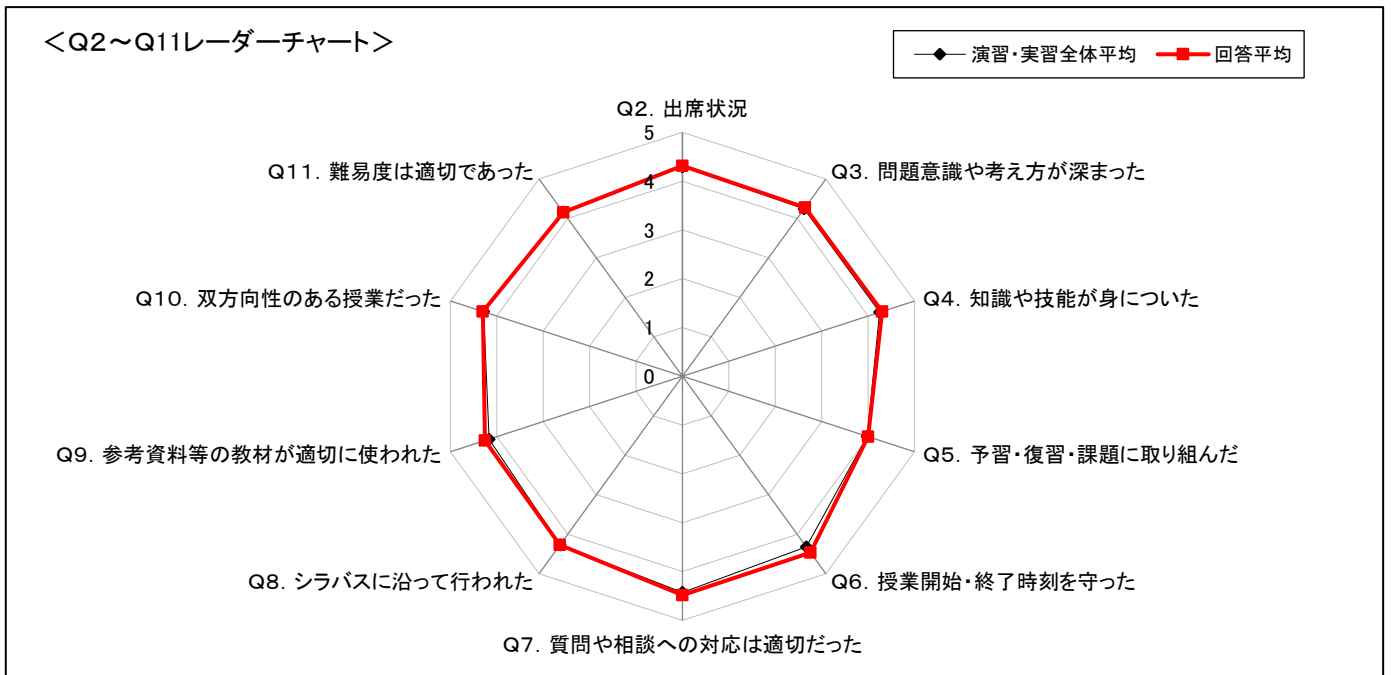 ＜Q2～Q11レーダーチャート＞
演習・実習全体平均
回答平均
Q2．出席状況
Q3．問題意識や考え方が深まった
Q4．知識や技能が身についた
Q5．予習・復習・課題に取り組んだ
Q6．授業開始・終了時刻を守った
Q7．質問や相談への対応は適切だった
Q8．シラバスに沿って行われた
Q9．参考資料等の教材が適切に使われた
Q10．双方向性のある授業だった
Q11．難易度は適切であった
5
4
3
2
1
0